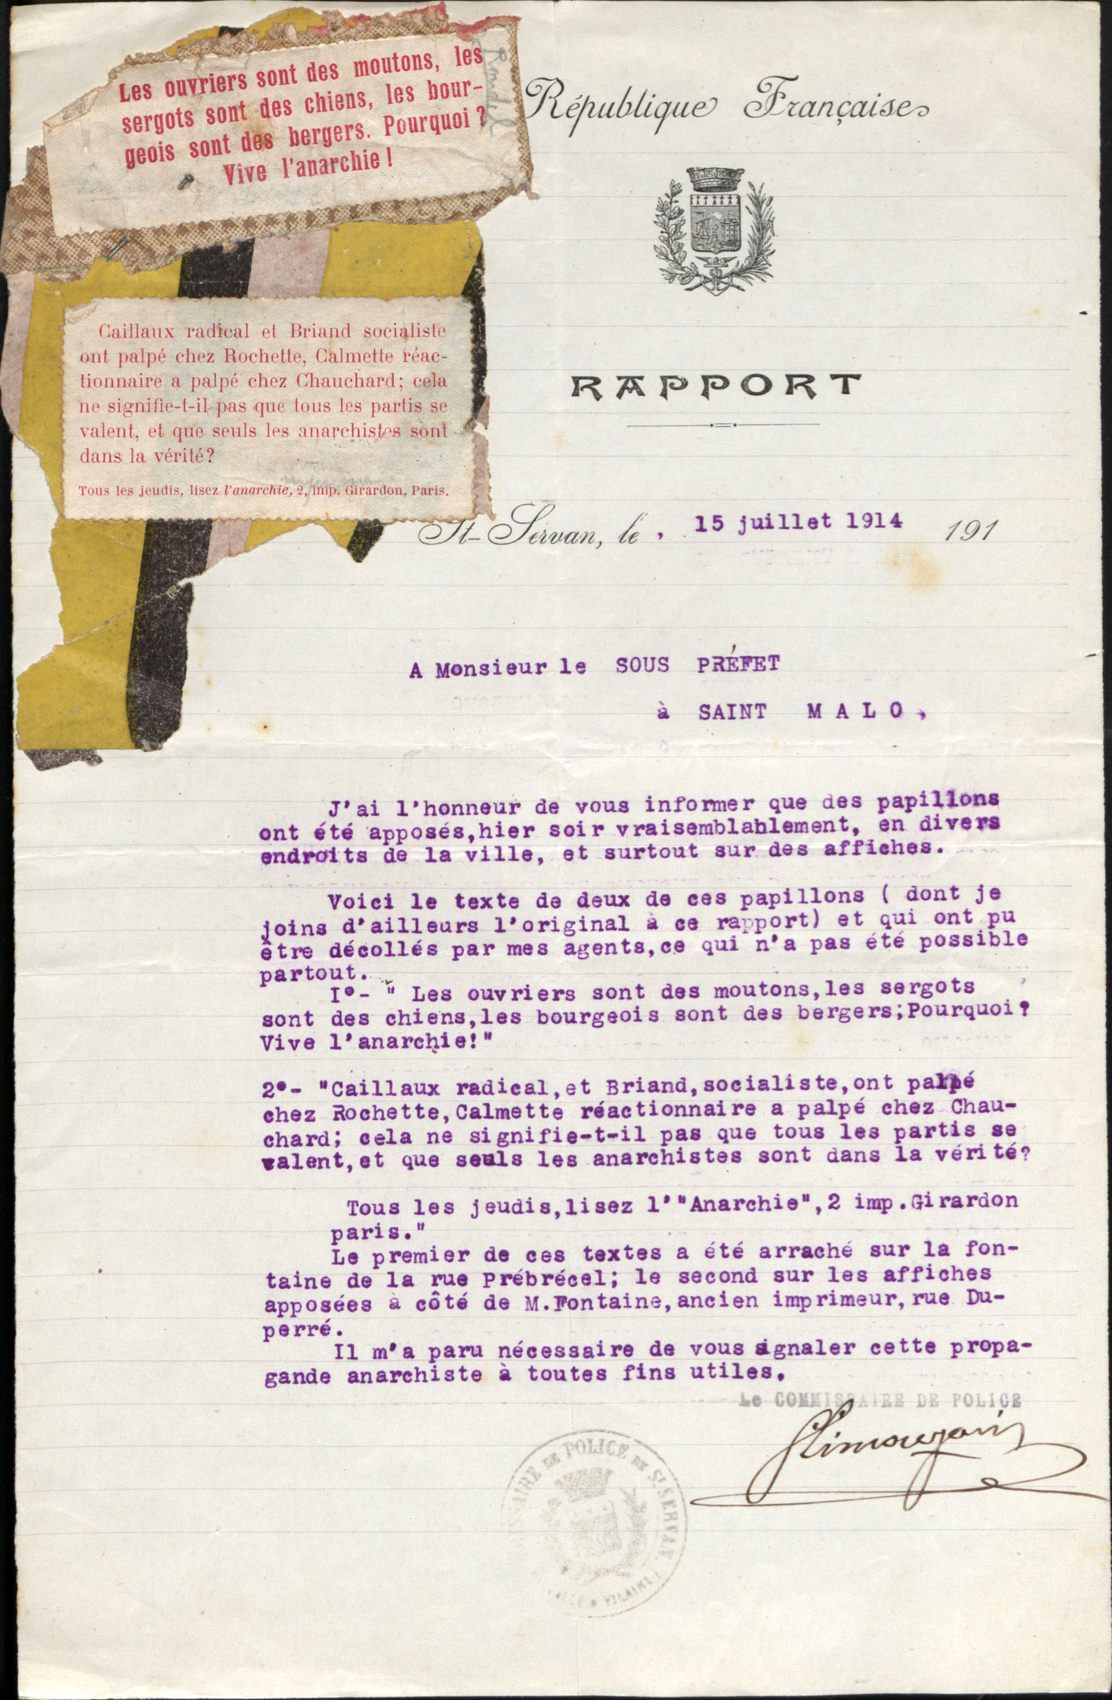 Les ouvriers sont des moutons, les
sergots sont des chiens, les bour-
geois sont des bergers. Pourquoi ?
Vive l'anarchie !
République Française
Caillaux radical et Briand socialiste
ont palpé chez Rochette, Calmette réac-
tionnaire a palpé chez Chauchard; cela
ne signifie-t-il pas que tous les partis se
valent, et que seuls les anarchistes sont
dans la vérité?
Tous les jeudis, lisez l'anarchie, 2, imp. Girardon, Paris.
RAPPORT
St-Servan, le , 15 juillet 1914 191
A Monsieur le SOUS PRÉFET
à SAINT MALO,
J'ai l'honneur de vous informer que des papillons
ont été apposés,hier soir vraisemblablement, en divers
endroits de la ville, et surtout sur des affiches.
Voici le texte de deux de ces papillons ( dont je
joins d'ailleurs l'original à ce rapport) et qui ont pu
être décollés par mes agents,ce qui n'a pas été possible
partout.
I°- " Les ouvriers sont des moutons,les sergots
sont des chiens,les bourgeois sont des bergers;Pourquoi?
Vive l'anarchie!"
2°- "Caillaux radical,et Briand,socialiste,ont palpé
chez Rochette,Calmette réactionnaire a palpé chez Chau-
chard; cela ne signifie-t-il pas que tous les partis se
valent,et que seuls les anarchistes sont dans la vérité?
Tous les jeudis,lisez l'"Anarchie",2 imp.Girardon
paris."
Le premier de ces textes a été arraché sur la fon-
taine de la rue Prébrécel; le second sur les affiches
apposées à côté de M.Fontaine,ancien imprimeur,rue Du-
perré.
Il m'a paru nécessaire de vous signaler cette propa-
gande anarchiste à toutes fins utiles.
Le COMMISSAIRE DE POLICE
DE POLICE DE ST SERVAN